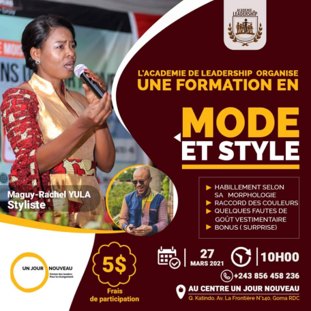 ACADEMIE
LEADERSHIP
L'ACADEMIE DE LEADERSHIP ORGANISE
UNE FORMATION EN
MODE
ET STYLE
HABILLEMENT SELON
SA MORPHOLOGIE
RACCORD DES COULEURS
QUELQUES FAUTES DE
GOÛT VESTIMENTAIRE
BONUS ( SURPRISE)
Maguy-Rachel YULA
Styliste
UN JOUR NOUVEAU
5$
Frais
de participation
27
MARS 2021
10H00
+243 856 458 236
AU CENTRE UN JOUR NOUVEAU
Q. Katindo. Av. La Frontière N°140. Goma RDC